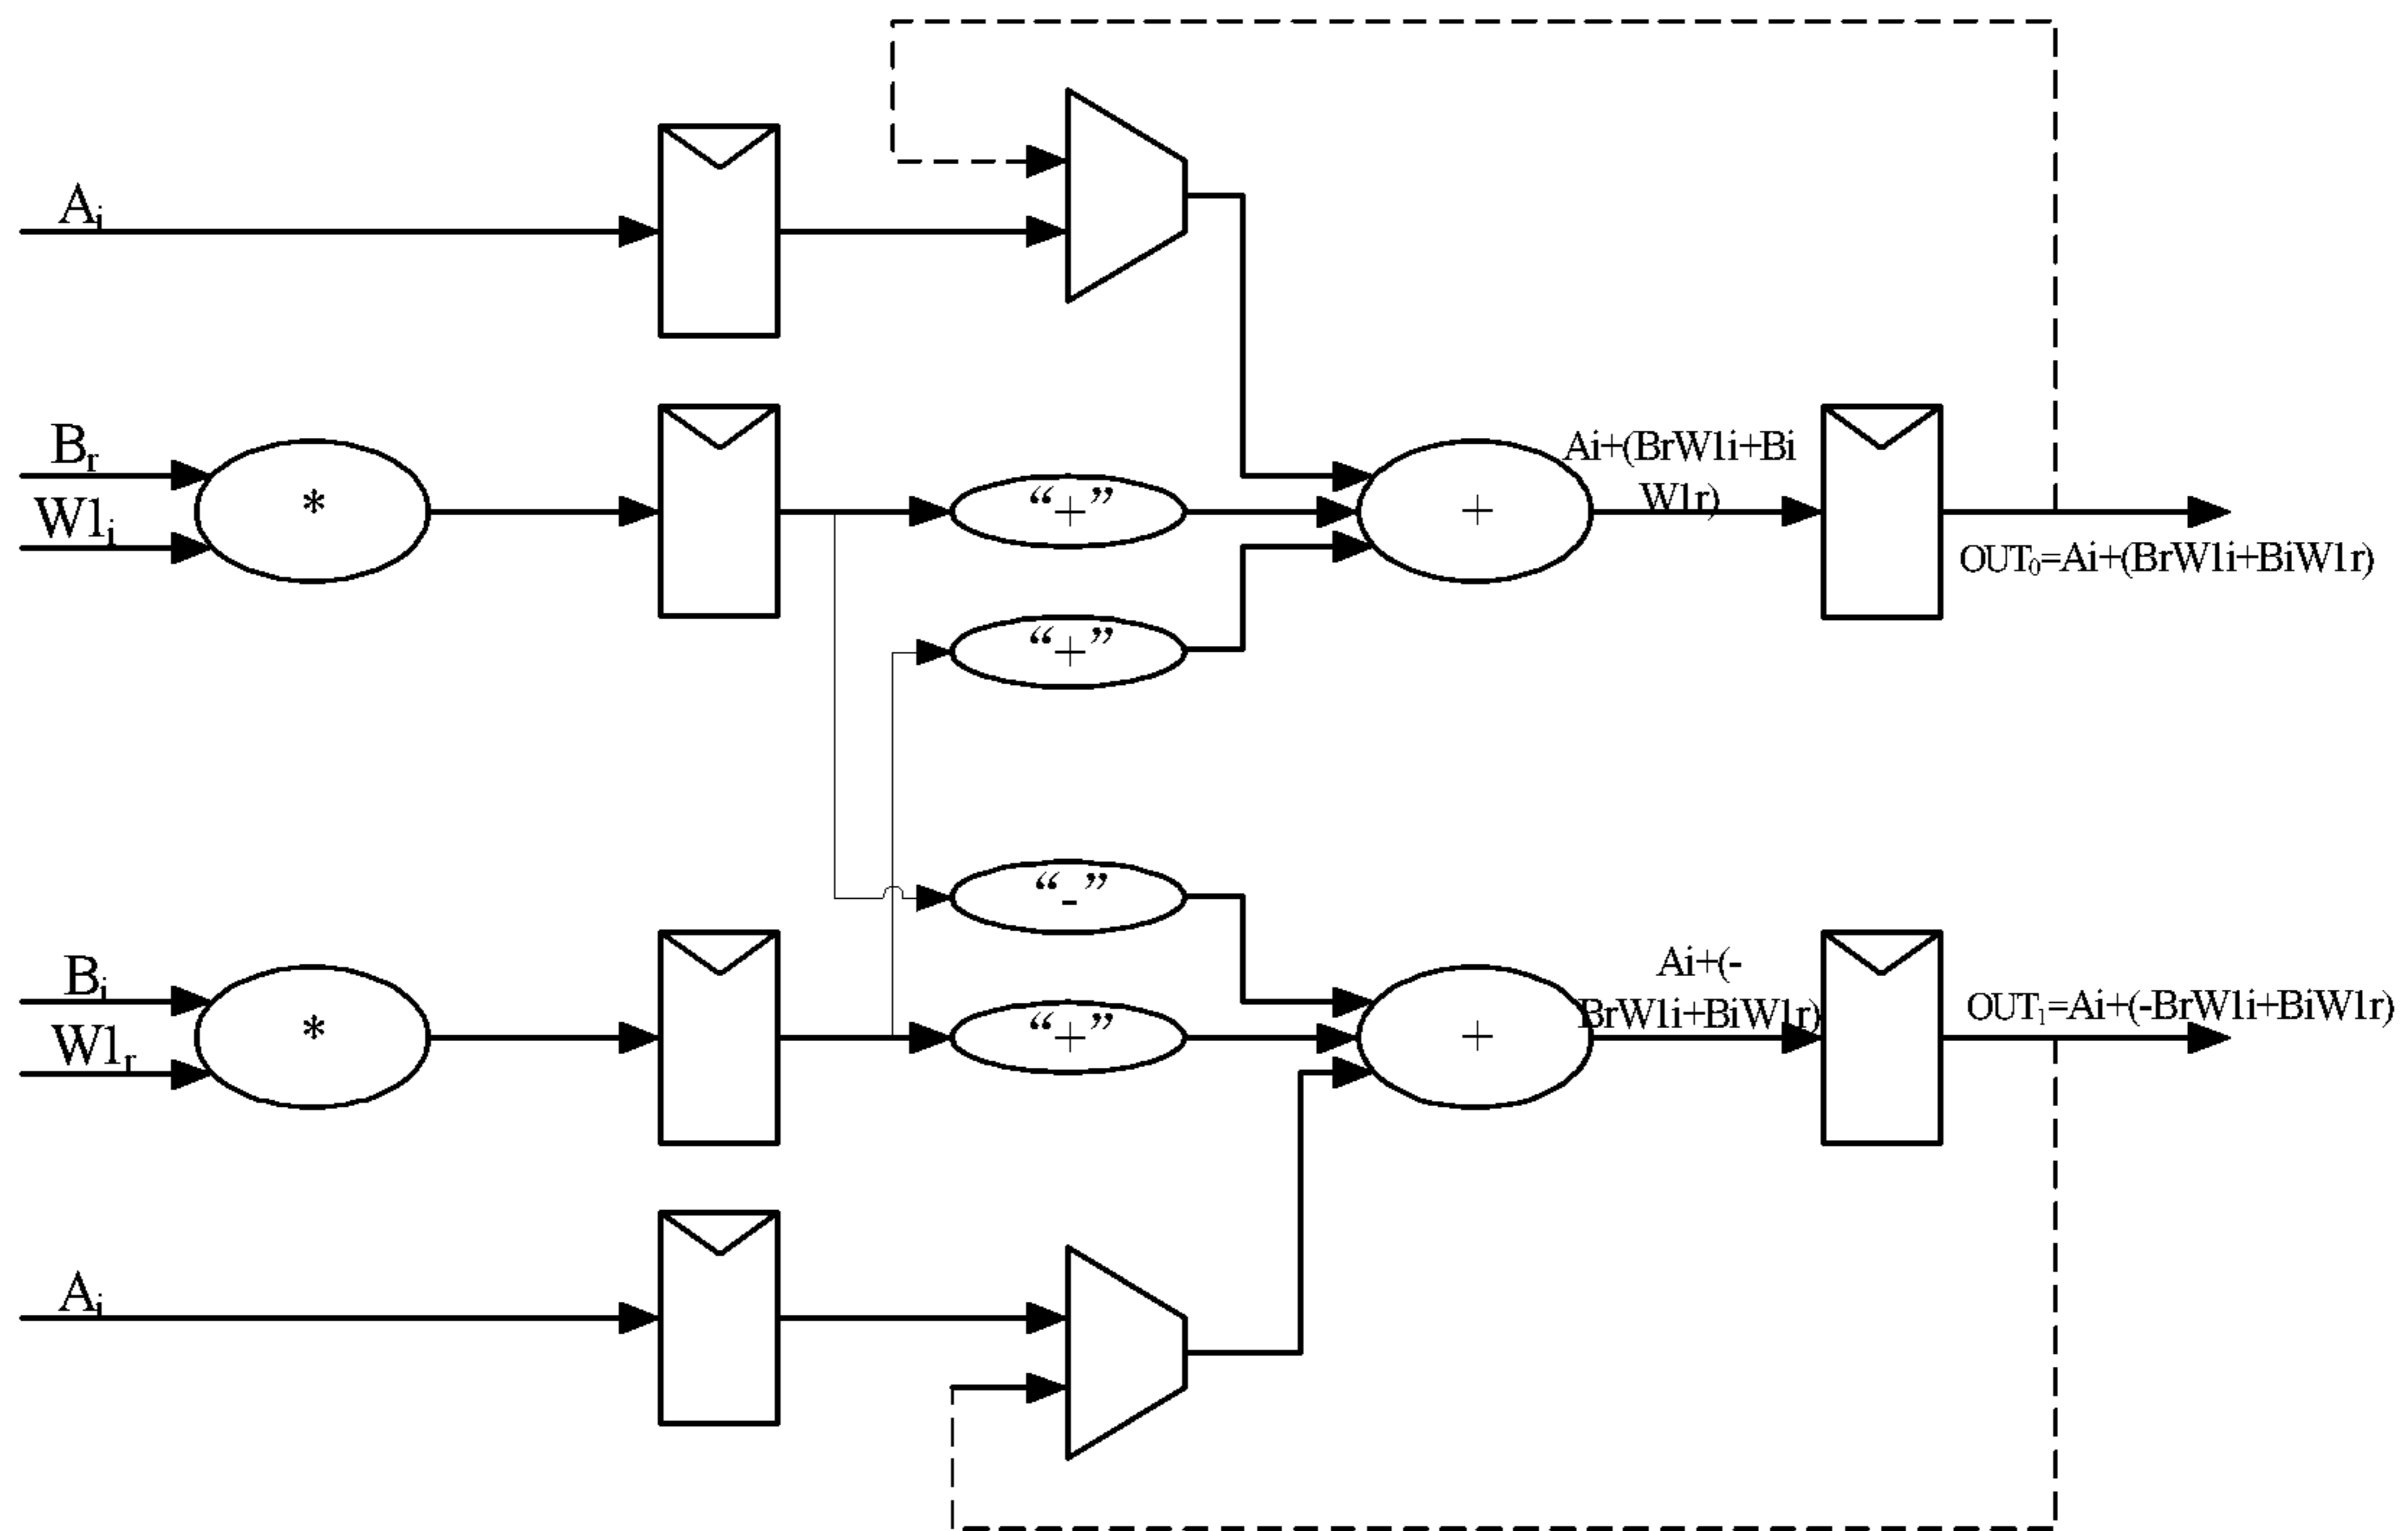 Ai
Br
W1i
*
“+”
+
Ai+(BrW1i+Bi
W1r)
OUT0=Ai+(BrW1i+BiW1r)
“+”
“-”
Bi
W1r
*
“+”
+
Ai+(-
BrW1i+BiW1r)
OUT1=Ai+(-BrW1i+BiW1r)
Ai